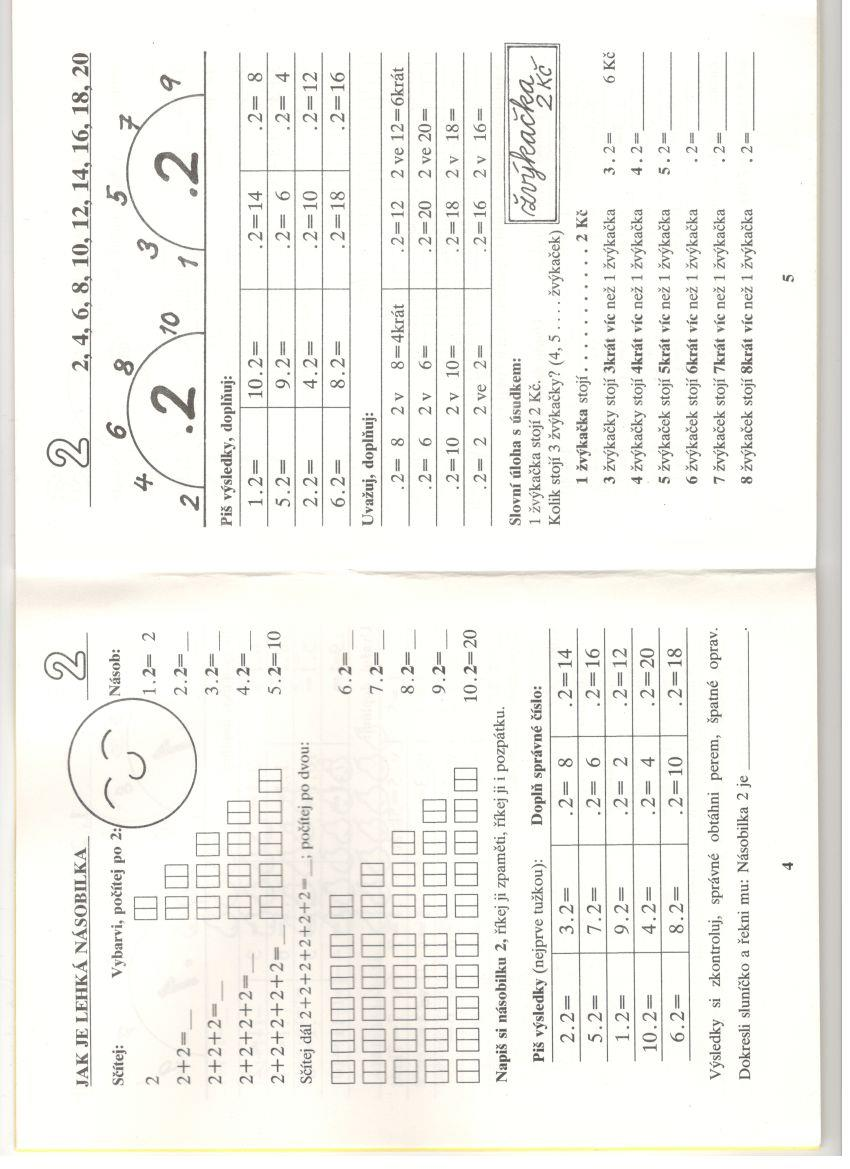 JAK JE LEHKÁ NÁSOBILKA 2
Sčítej: Vybarvi, počítej po 2: Násob:
2 1.2= 2
2+2=__ 2.2=__
2+2+2=__ 3.2=__
2+2+2+2=__ 4.2=__
2+2+2+2+2=__ 5.2=10
Sčítej dál 2+2+2+2+2+2=__; počítej po dvou:
6.2=__
7.2=__
8.2=__
9.2=__
10.2=20
Napiš si násobilku 2, říkej ji zpaměti, říkej ji i pozpátku.
Piš výsledky (nejprve tužkou): Doplň správné číslo:
2.2= 3.2= .2= 8 .2=14
5.2= 7.2= .2= 6 .2=16
1.2= 9.2= .2= 2 .2=12
10.2= 4.2= .2= 4 .2=20
6.2= 8.2= .2=10 .2=18
Výsledky si zkontroluj, správné obtáhni perem, špatné oprav.
Dokresli sluníčko a řekni mu: Násobilka 2 je __________.
4
2 2, 4, 6, 8, 10, 12, 14, 16, 18, 20
2 4 6 8 10 .2
1 3 5 7 9 .2
Piš výsledky, doplňuj:
1.2= 10.2= .2=14 .2= 8
5.2= 9.2= .2= 6 .2= 4
2.2= 4.2= .2=10 .2=12
6.2= 8.2= .2=18 .2=16
Uvažuj, doplňuj:
.2= 8 2 v 8=4krát .2=12 2 ve 12=6krát
.2= 6 2 v 6= .2=20 2 ve 20=
.2=10 2 v 10= .2=18 2 v 18=
.2= 2 2 ve 2= .2=16 2 v 16=
Slovní úloha s úsudkem:
1 žvýkačka stojí 2 Kč.
Kolik stojí 3 žvýkačky? (4, 5 .... žvýkaček)
žvýkačka
2 Kč
1 žvýkačka stojí............ 2 Kč
3 žvýkačky stojí 3krát víc než 1 žvýkačka 3.2= 6 Kč
4 žvýkačky stojí 4krát víc než 1 žvýkačka 4.2=______
5 žvýkaček stojí 5krát víc než 1 žvýkačka 5.2=______
6 žvýkaček stojí 6krát víc než 1 žvýkačka .2=______
7 žvýkaček stojí 7krát víc než 1 žvýkačka .2=______
8 žvýkaček stojí 8krát víc než 1 žvýkačka .2=______
5